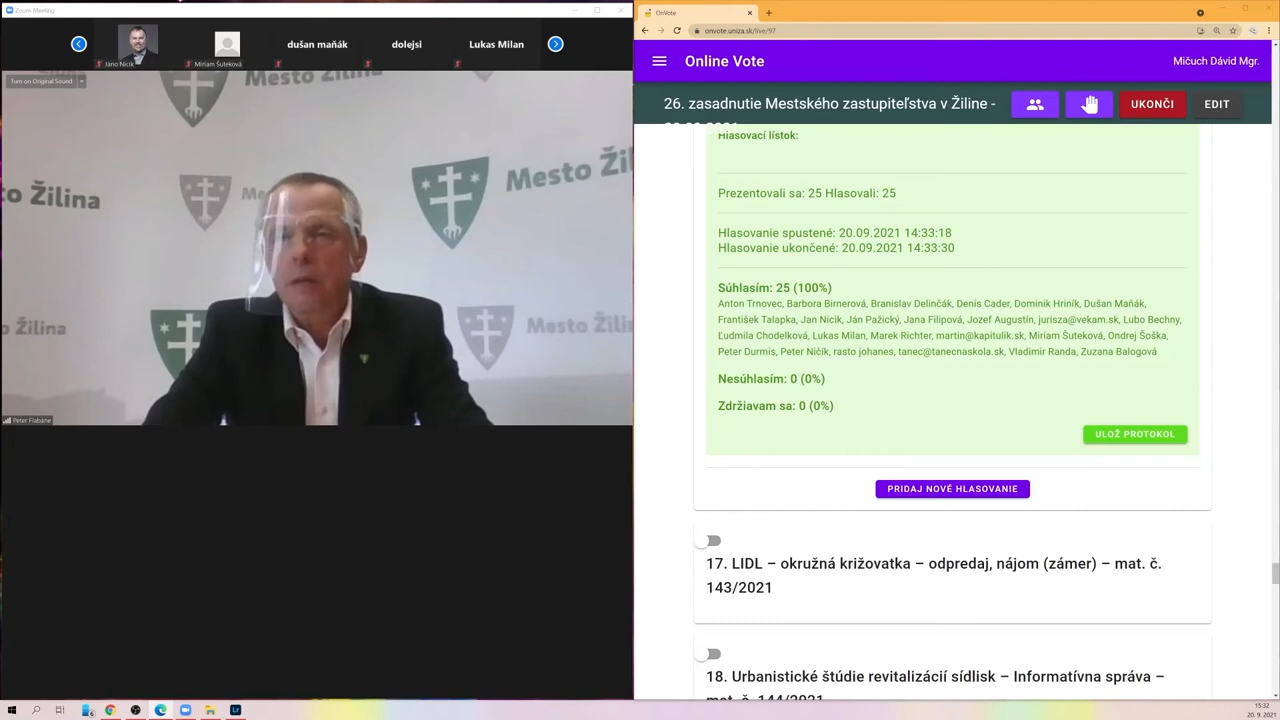 Zoom Meeting
dušan maňák
dolejsi
Lukas Milan
Jano Nicik
Miriam Šuteková
Turn on Original Sound
Mesto Žilina
Mesto Žilina
to Žilina
Mesto Žilina
to Žilina
Peter Fiabáne
OnVote
onvote.uniza.sk/live/97
Online Vote
Mičuch Dávid Mgr.
26. zasadnutie Mestského zastupiteľstva v Žiline -
UKONČI
EDIT
Hlasovací lístok:
Prezentovali sa: 25 Hlasovali: 25
Hlasovanie spustené: 20.09.2021 14:33:18
Hlasovanie ukončené: 20.09.2021 14:33:30
Súhlasím: 25 (100%)
Anton Trnovec, Barbora Birnerová, Branislav Delinčák, Denis Cader, Dominik Hriník, Dušan Maňák,
František Talapka, Jan Nicik, Ján Pažický, Jana Filipová, Jozef Augustín, jurisza@vekam.sk, Lubo Bechny,
Ľudmila Chodelková, Lukas Milan, Marek Richter, martin@kapitulik.sk, Miriam Šuteková, Ondrej Šoška,
Peter Durmis, Peter Ničík, rasto johanes, tanec@tanecnaskola.sk, Vladimir Randa, Zuzana Balogová
Nesúhlasím: 0 (0%)
Zdržiavam sa: 0 (0%)
ULOŽ PROTOKOL
PRIDAJ NOVÉ HLASOVANIE
17. LIDL – okružná križovatka – odpredaj, nájom (zámer) – mat. č.
143/2021
18. Urbanistické štúdie revitalizácií sídlisk – Informatívna správa –
mat. č. 144/2021
15:32
20. 9. 2021